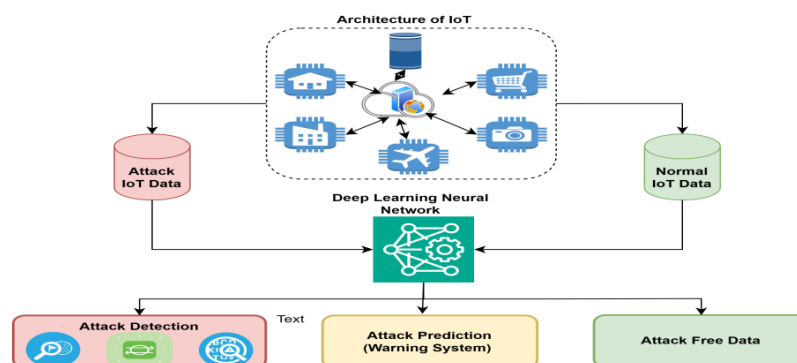 Architecture of IoT
Attack
IoT Data
Normal
IoT Data
Deep Learning Neural
Network
Attack Detection
Text
Attack Prediction
(Warning System)
Attack Free Data